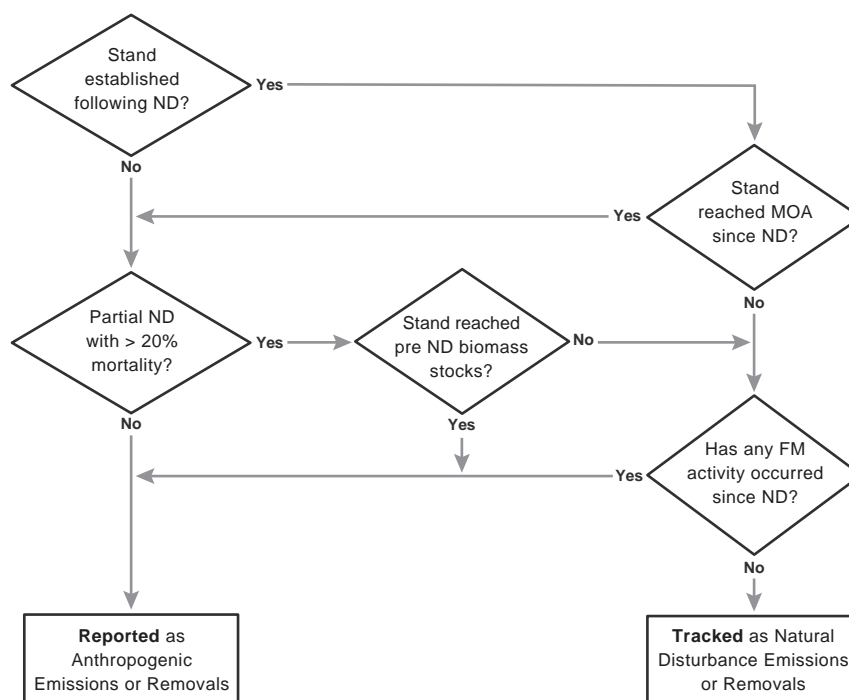 Stand
established
following ND?
Yes
No
Stand
reached MOA
since ND?
Yes
No
Partial ND
with > 20%
mortality?
Yes
No
Stand reached
pre ND biomass
stocks?
No
Yes
Has any FM
activity occurred
since ND?
Yes
No
Reported as
Anthropogenic
Emissions or Removals
Tracked as Natural
Disturbance Emissions
or Removals